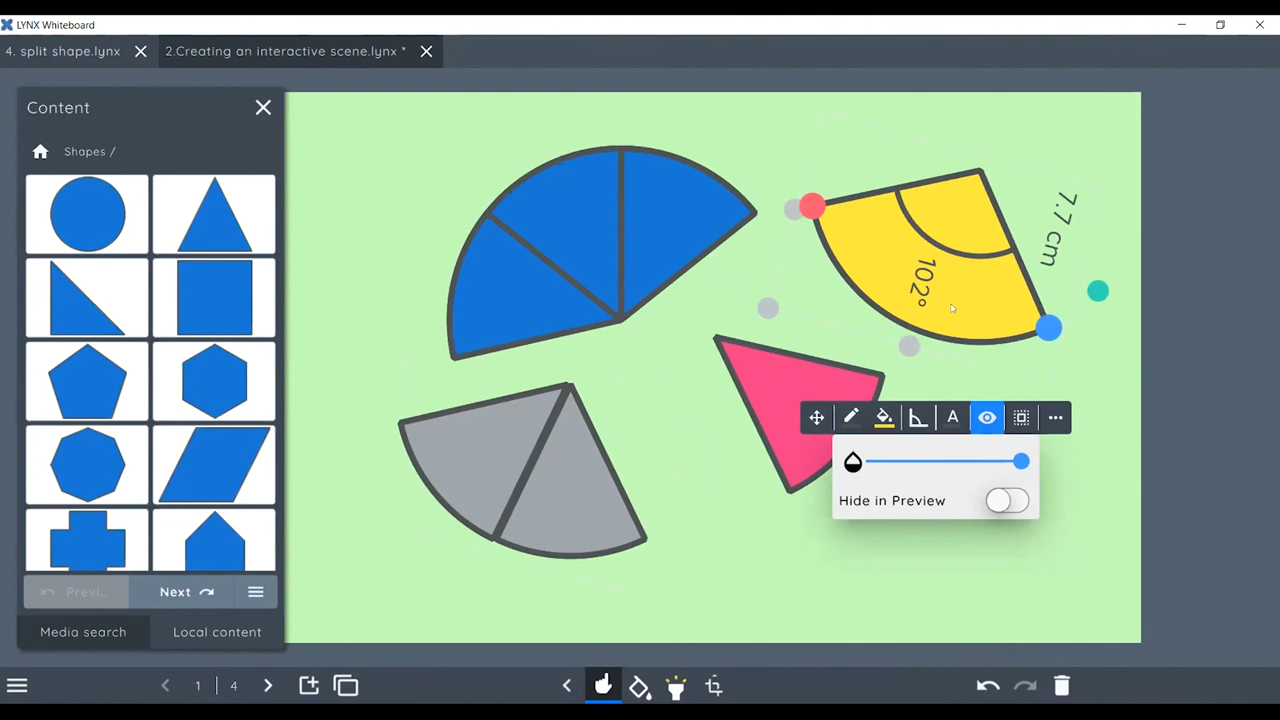 LYNX Whiteboard
4. split shape.lynx
2.Creating an interactive scene.lynx *
Content
Shapes /
7.7 cm
102°
A
Hide in Preview
Previ...
Next
Media search
Local content
1 4